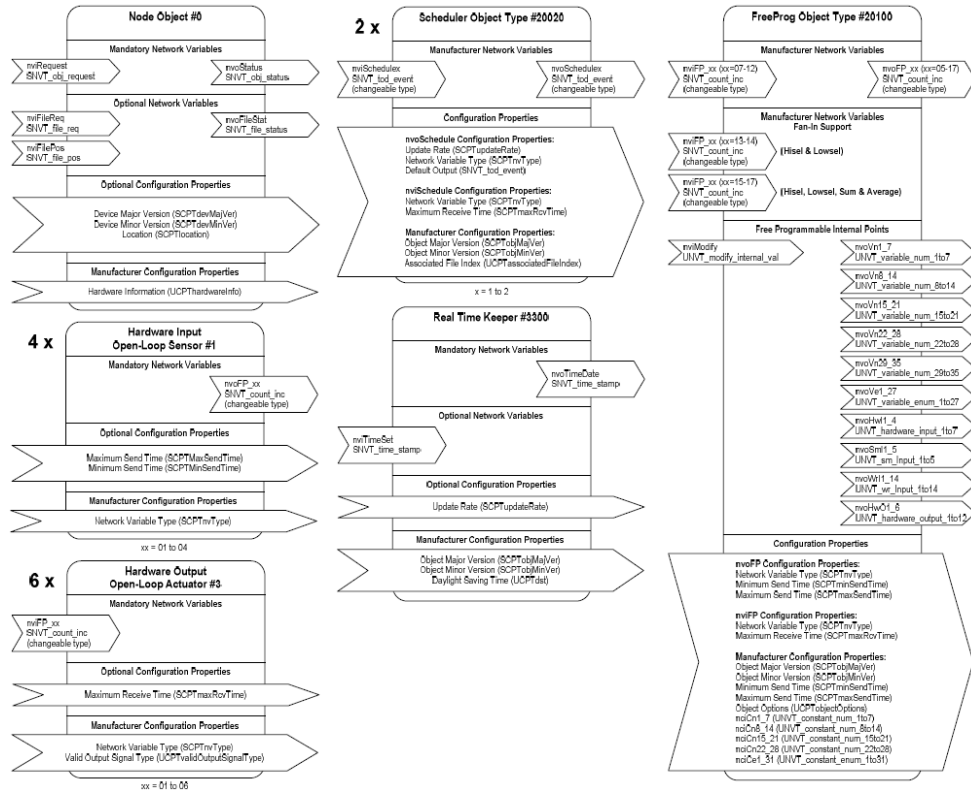 Node Object #0
Mandatory Network Variables
nviRequest
SNVT_obj_request
nvoStatus
SNVT_obj_status
Optional Network Variables
nviFileReq
SNVT_file_req
nvoFileStat
SNVT_file_status
nviFilePos
SNVT_file_pos
Optional Configuration Properties
Device Major Version (SCPTdevMajVer)
Device Minor Version (SCPTdevMinVer)
Location (SCPTlocation)
Manufacturer Configuration Properties
Hardware Information (UCPThardwareInfo)
4 x
Hardware Input
Open-Loop Sensor #1
Mandatory Network Variables
nvoFP_xx
SNVT_count_inc
(changeable type)
Optional Configuration Properties
Maximum Send Time (SCPTMaxSendTime)
Minimum Send Time (SCPTMinSendTime)
Manufacturer Configuration Properties
Network Variable Type (SCPTnvType)
xx = 01 to 04
6 x
Hardware Output
Open-Loop Actuator #3
Mandatory Network Variables
nviFP_xx
SNVT_count_inc
(changeable type)
Optional Configuration Properties
Maximum Receive Time (SCPTmaxRcvTime)
Manufacturer Configuration Properties
Network Variable Type (SCPTnvType)
Valid Output Signal Type (UCPTvalidOutputSignalType)
xx = 01 to 06
2 x
Scheduler Object Type #20020
Manufacturer Network Variables
nviSchedulex
SNVT_tod_event
(changeable type)
nvoSchedulex
SNVT_tod_event
(changeable type)
Configuration Properties
nvoSchedule Configuration Properties:
Update Rate (SCPTupdateRate)
Network Variable Type (SCPTnvType)
Default Output (SNVT_tod_event)
nviSchedule Configuration Properties:
Network Variable Type (SCPTnvType)
Maximum Receive Time (SCPTmaxRcvTime)
Manufacturer Configuration Properties:
Object Major Version (SCPTobjMajVer)
Object Minor Version (SCPTobjMinVer)
Associated File Index (UCPTassociatedFileIndex)
x = 1 to 2
Real Time Keeper #3300
Mandatory Network Variables
nvoTimeDate
SNVT_time_stamp
Optional Network Variables
nviTimeSet
SNVT_time_stamp
Optional Configuration Properties
Update Rate (SCPTupdateRate)
Manufacturer Configuration Properties
Object Major Version (SCPTobjMajVer)
Object Minor Version (SCPTobjMinVer)
Daylight Saving Time (UCPTdst)
FreeProg Object Type #20100
Manufacturer Network Variables
nviFP_xx (xx=07-12)
SNVT_count_inc
(changeable type)
nvoFP_xx (xx=05-17)
SNVT_count_inc
(changeable type)
Manufacturer Network Variables
Fan-In Support
nviFP_xx (xx=13-14)
SNVT_count_inc
(changeable type)
(Hisel & Lowsel)
nviFP_xx (xx=15-17)
SNVT_count_inc
(changeable type)
(Hisel, Lowsel, Sum & Average)
Free Programmable Internal Points
nviModify
UNVT_modify_internal_val
nvoVn1_7
UNVT_variable_num_1to7
nvoVn8_14
UNVT_variable_num_8to14
nvoVn15_21
UNVT_variable_num_15to21
nvoVn22_28
UNVT_variable_num_22to28
nvoVn29_35
UNVT_variable_num_29to35
nvoVe1_27
UNVT_variable_enum_1to27
nvoHwI1_4
UNVT_hardware_input_1to7
nvoSmI1_5
UNVT_sm_Input_1to5
nvoWrI1_14
UNVT_wr_Input_1to14
nvoHwO1_6
UNVT_hardware_output_1to12
Configuration Properties
nvoFP Configuration Properties:
Network Variable Type (SCPTnvType)
Minimum Send Time (SCPTminSendTime)
Maximum Send Time (SCPTmaxSendTime)
nviFP Configuration Properties:
Network Variable Type (SCPTnvType)
Maximum Receive Time (SCPTmaxRcvTime)
Manufacturer Configuration Properties:
Object Major Version (SCPTobjMajVer)
Object Minor Version (SCPTobjMinVer)
Minimum Send Time (SCPTminSendTime)
Maximum Send Time (SCPTmaxSendTime)
Object Options (UCPTobjectOptions)
nciCn1_7 (UNVT_constant_num_1to7)
nciCn8_14 (UNVT_constant_num_8to14)
nciCn15_21 (UNVT_constant_num_15to21)
nciCn22_28 (UNVT_constant_num_22to28)
nciCe1_31 (UNVT_constant_enum_1to31)